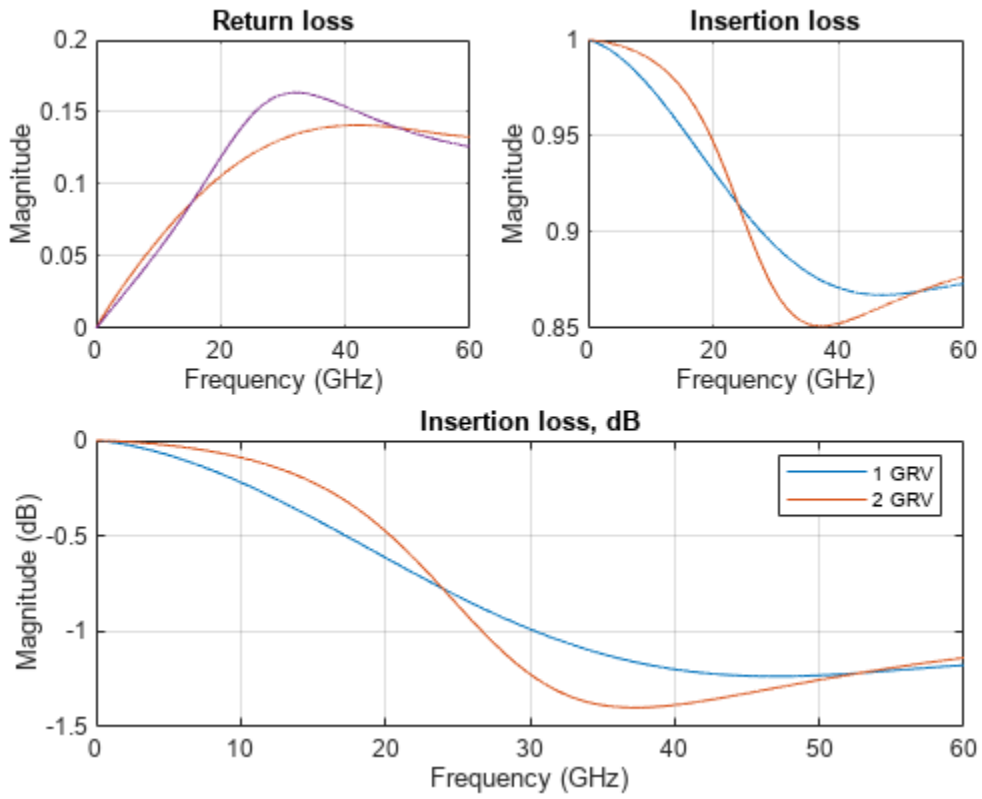 Return loss
0.2
0.15
0.1
0.05
0
Magnitude
0 20 40 60
Frequency (GHz)
Insertion loss
1
0.95
0.9
0.85
Magnitude
0 20 40 60
Frequency (GHz)
Insertion loss, dB
0
-0.5
-1
-1.5
Magnitude (dB)
1 GRV
2 GRV
0 10 20 30 40 50 60
Frequency (GHz)